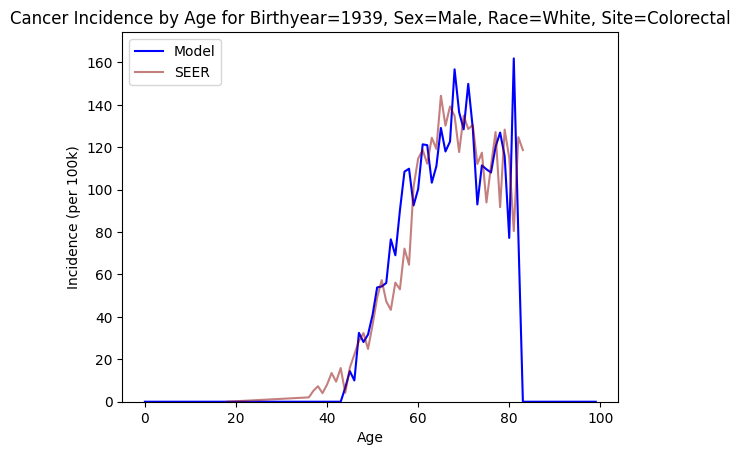 Cancer Incidence by Age for Birthyear=1939, Sex=Male, Race=White, Site=Colorectal
Model
SEER
Incidence (per 100k)
160
140
120
100
80
60
40
20
0
0 20 40 60 80 100
Age